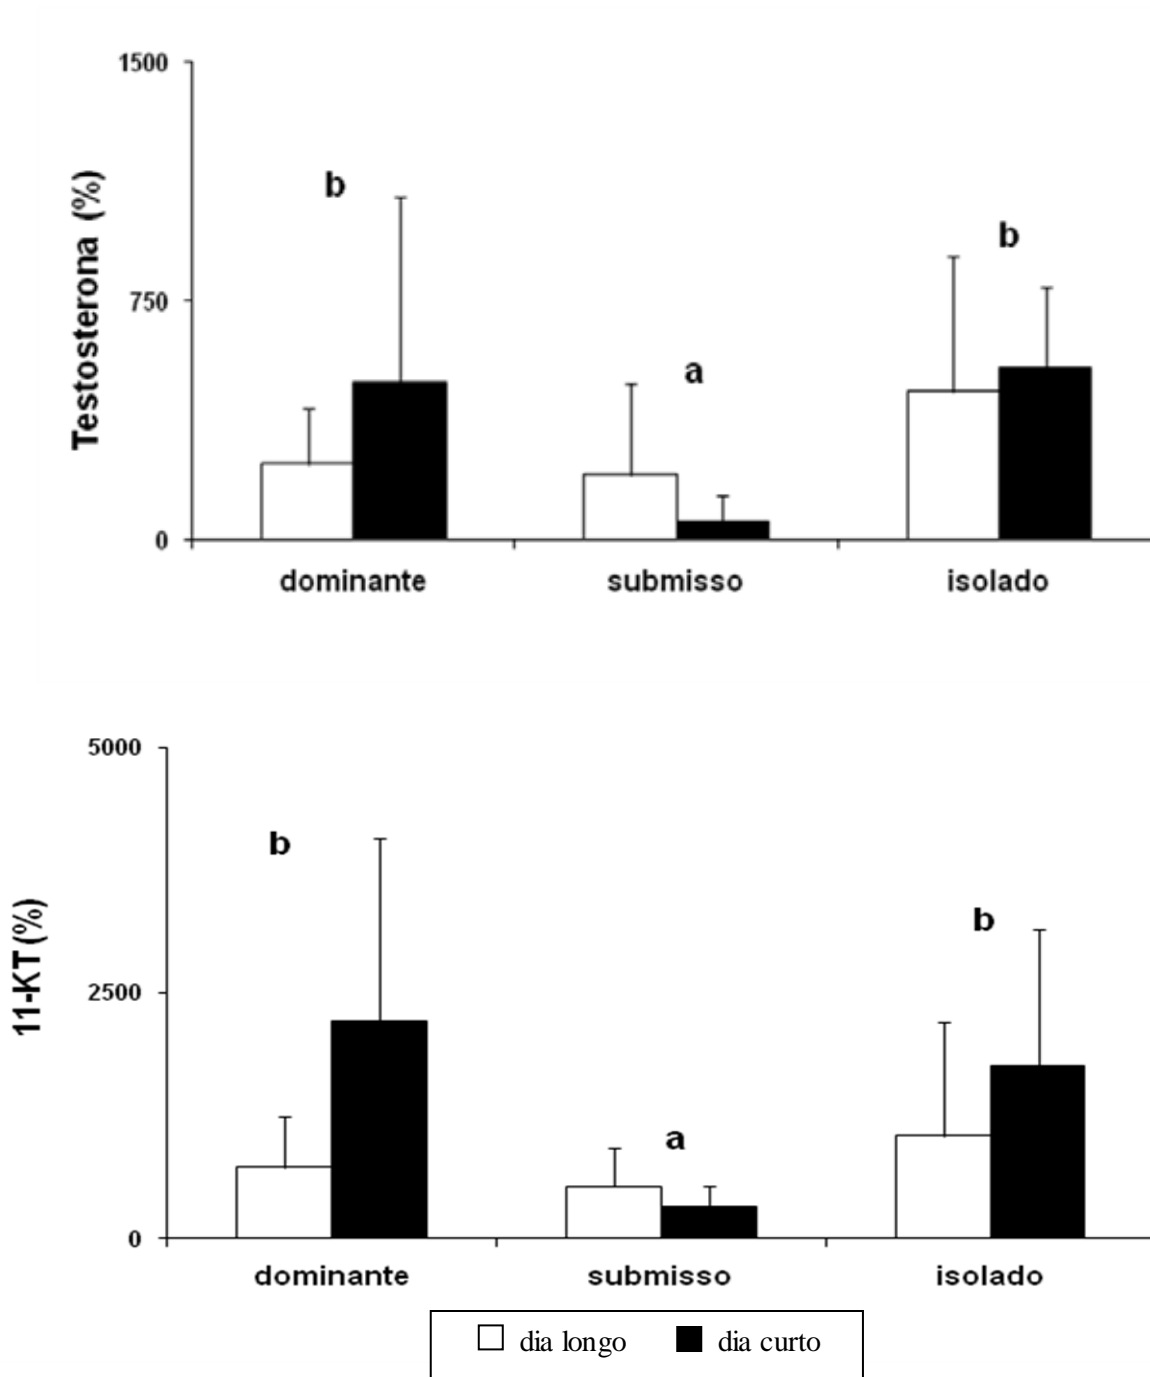 1500
b
b
Testosterona (%)
750
a
0
dominante submisso isolado
5000
b
b
11-KT (%)
2500
a
0
dominante submisso isolado
dia longo dia curto